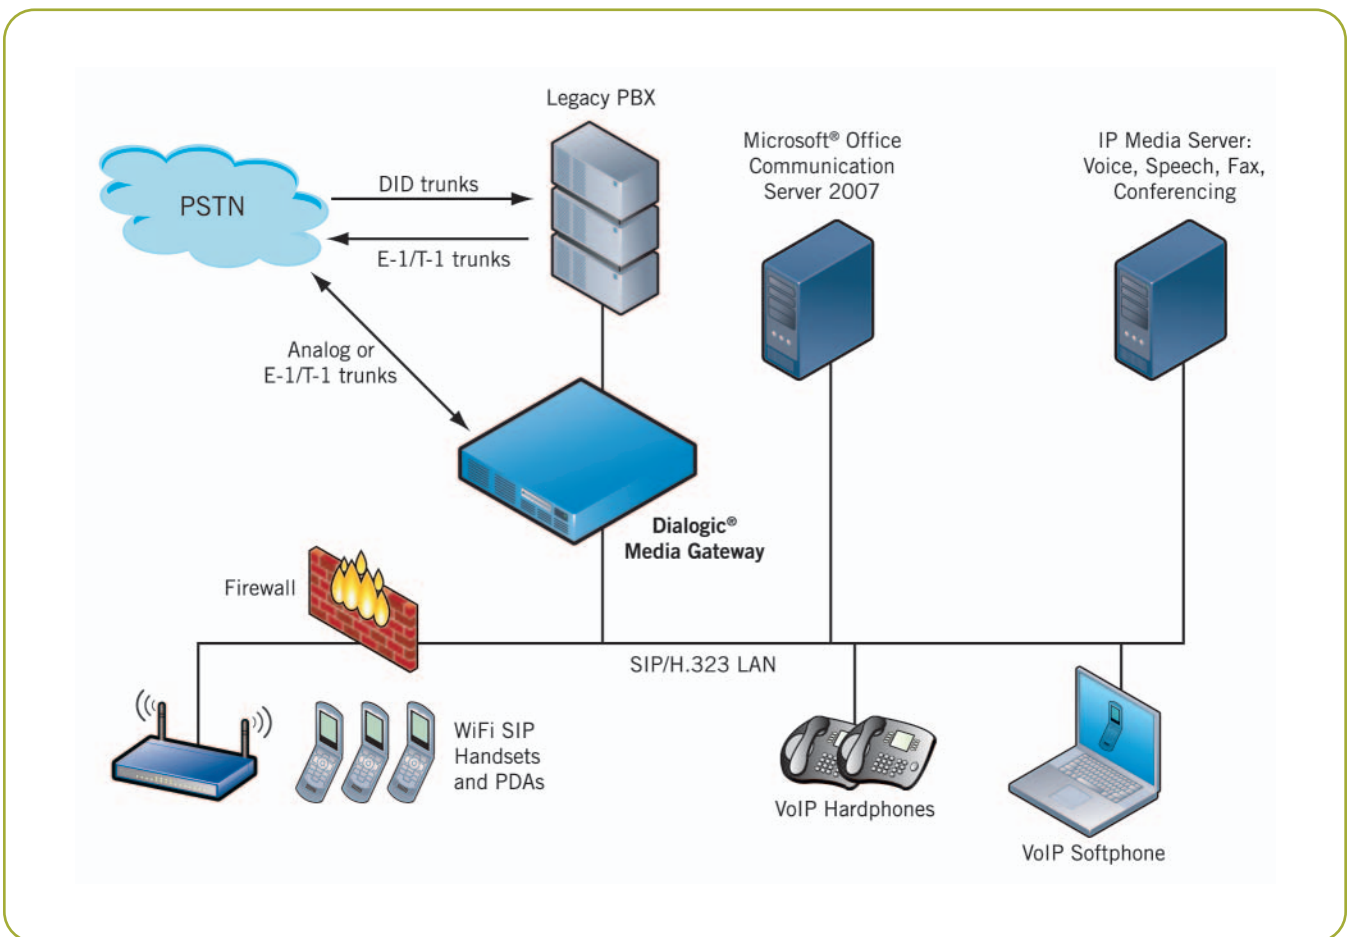 Legacy PBX
Microsoft® Office
Communication
Server 2007
IP Media Server:
Voice, Speech, Fax,
Conferencing
PSTN
DID trunks
E-1/T-1 trunks
Analog or
E-1/T-1 trunks
Dialogic®
Media Gateway
Firewall
SIP/H.323 LAN
WiFi SIP
Handsets
and PDAs
VoIP Hardphones
VoIP Softphone